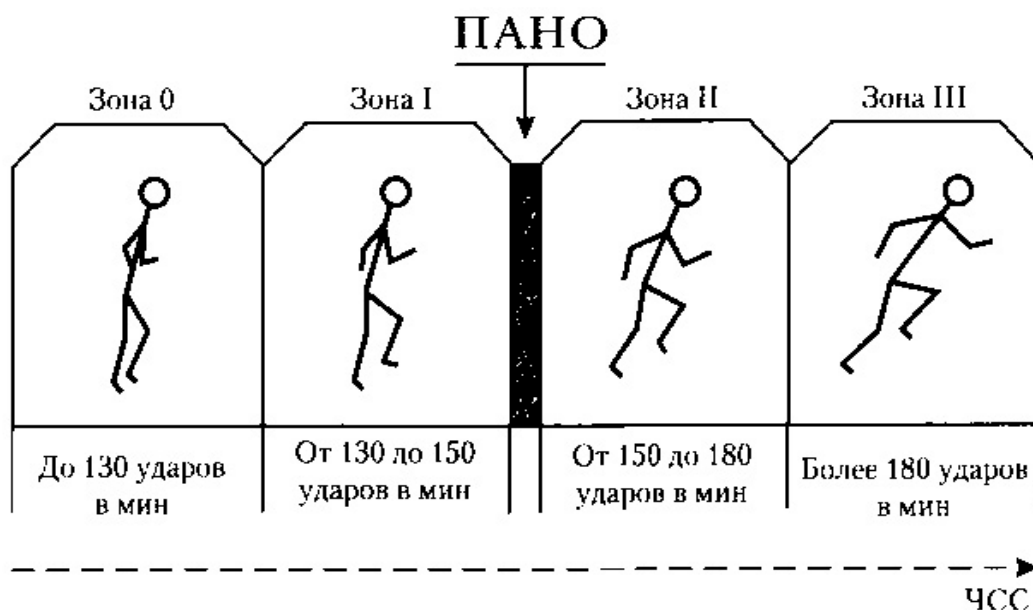 ПАНО
Зона 0
Зона I
Зона II
Зона III
До 130 ударов
в мин
От 130 до 150
ударов в мин
От 150 до 180
ударов в мин
Более 180 ударов
в мин
ЧСС